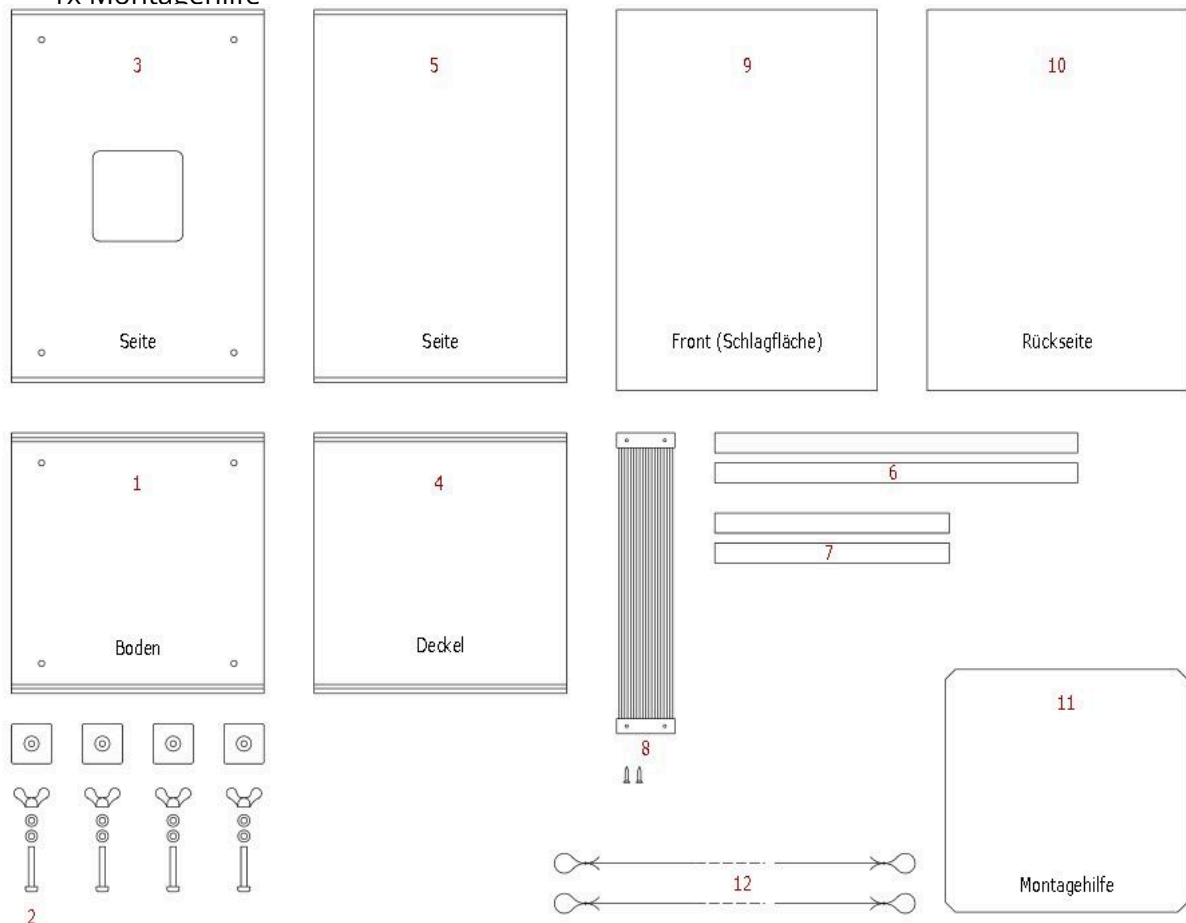 1x Montagehilfe
3
5
9
10
Seite
Seite
Front (Schlagfläche)
Rückseite
1
4
6
7
Boden
Deckel
8
11
12
Montagehilfe
2